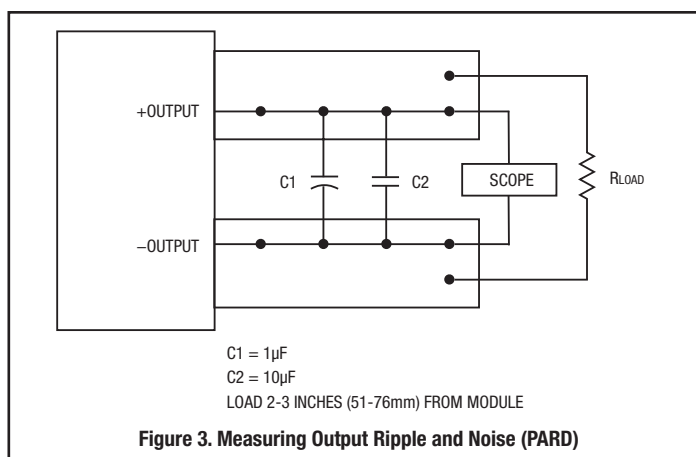 +OUTPUT
C1
C2
SCOPE
RLOAD
–OUTPUT
C1 = 1µF
C2 = 10µF
LOAD 2-3 INCHES (51-76mm) FROM MODULE
Figure 3. Measuring Output Ripple and Noise (PARD)